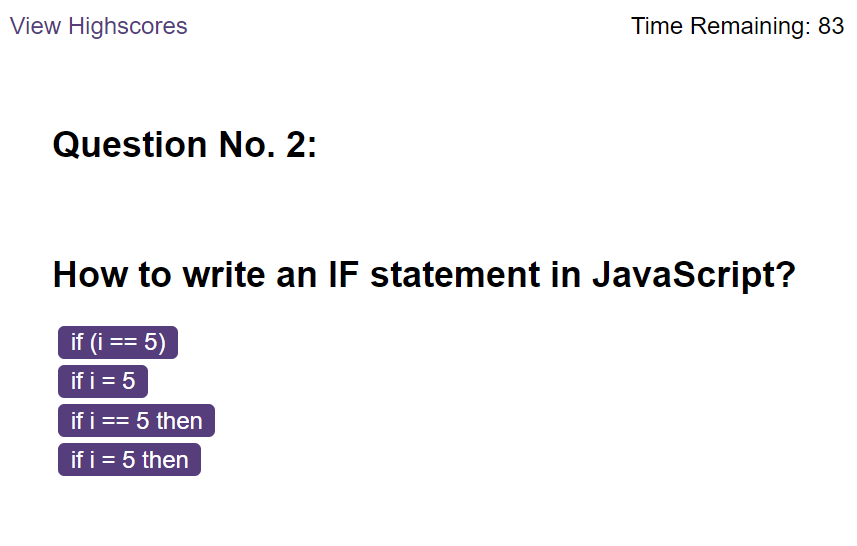 View Highscores
Time Remaining: 83
Question No. 2:
How to write an IF statement in JavaScript?
if (i == 5)
if i = 5
if i == 5 then
if i = 5 then